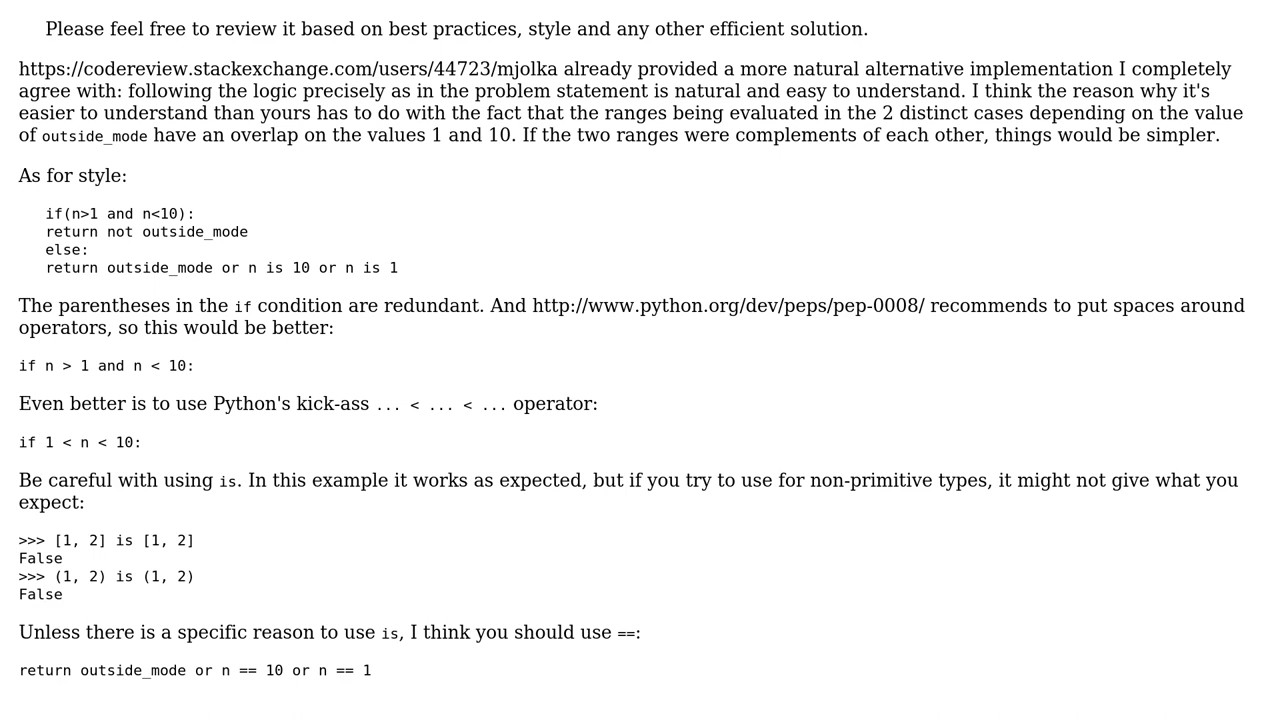 Please feel free to review it based on best practices, style and any other efficient solution.
https://codereview.stackexchange.com/users/44723/mjolka already provided a more natural alternative implementation I completely
agree with: following the logic precisely as in the problem statement is natural and easy to understand. I think the reason why it's
easier to understand than yours has to do with the fact that the ranges being evaluated in the 2 distinct cases depending on the value
of outside_mode have an overlap on the values 1 and 10. If the two ranges were complements of each other, things would be simpler.
As for style:
if(n>1 and n<10):
return not outside_mode
else:
return outside_mode or n is 10 or n is 1
The parentheses in the if condition are redundant. And http://www.python.org/dev/peps/pep-0008/ recommends to put spaces around
operators, so this would be better:
if n > 1 and n < 10:
Even better is to use Python's kick-ass ... < ... < ... operator:
if 1 < n < 10:
Be careful with using is. In this example it works as expected, but if you try to use for non-primitive types, it might not give what you
expect:
>>> [1, 2] is [1, 2]
False
>>> (1, 2) is (1, 2)
False
Unless there is a specific reason to use is, I think you should use ==:
return outside_mode or n == 10 or n == 1